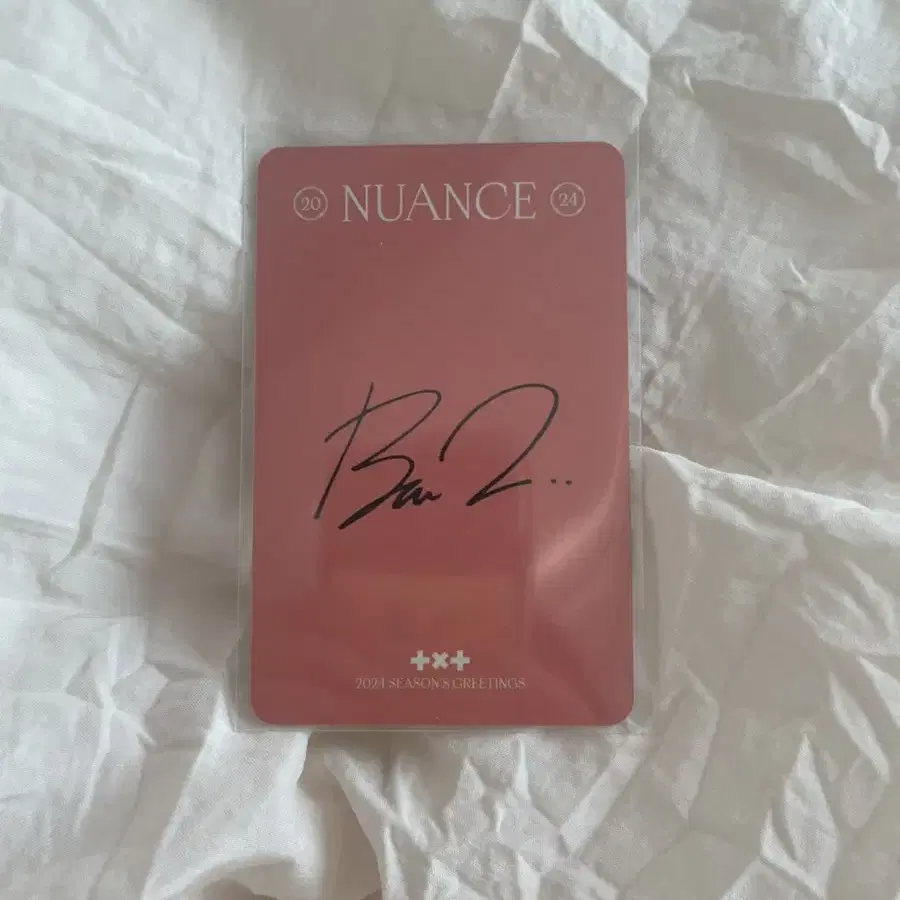 20 NUANCE 24
+×+
2024 SEASON'S GREETINGS